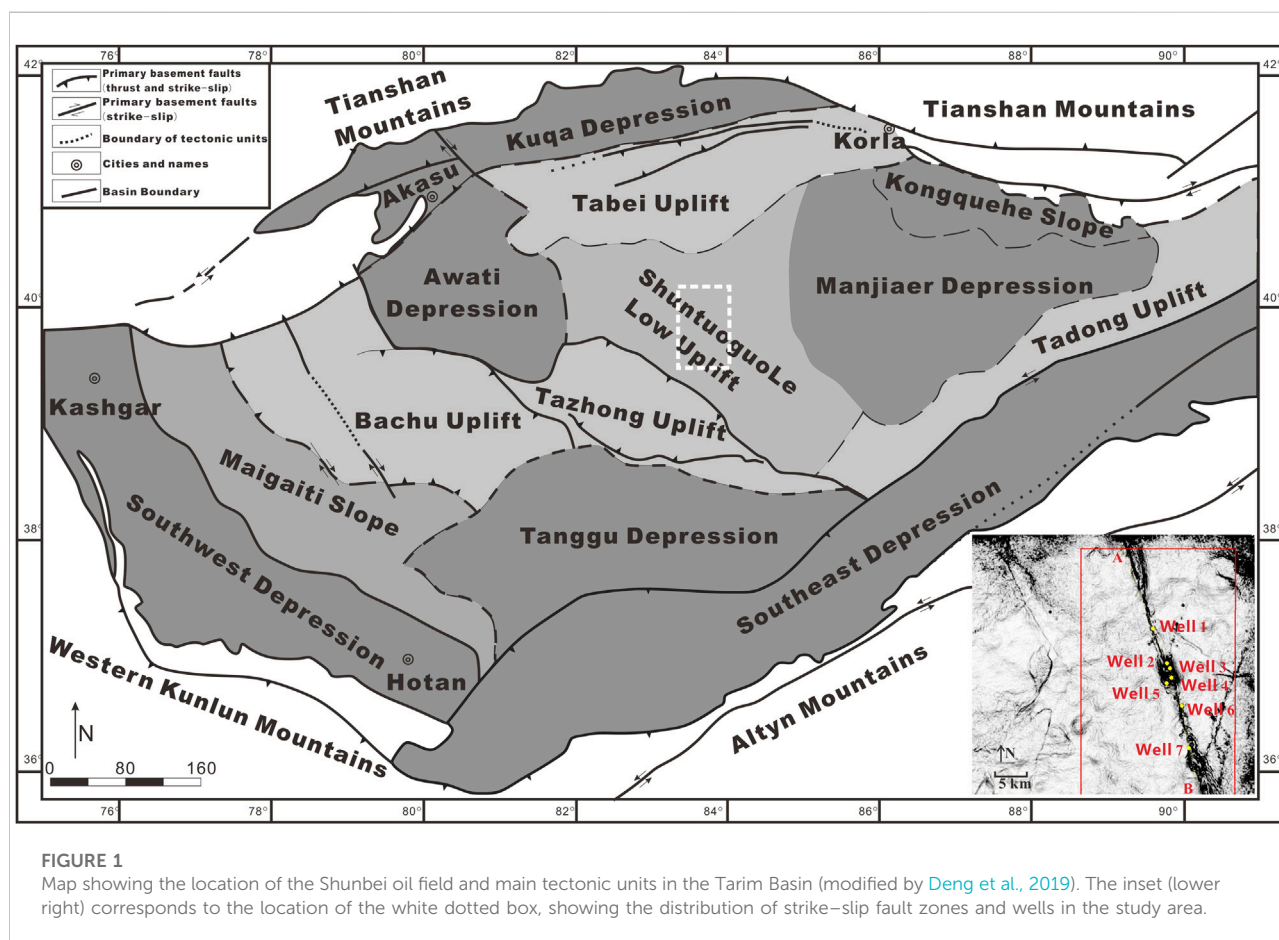 76°
78°
80°
82°
84°
86°
88°
90°
42°
42°
Primary basement faults
(thrust and strike-slip)
Primary basement faults
(strike-slip)
Boundary of tectonic units
Cities and names
Basin Boundary
Tianshan
Mountains
Tianshan Mountains
Kuqa Depression
Korla
Akasu
Tabei Uplift
Kongquehe Slope
40°
40°
Awati
Depression
ShuntuoguoLe
Low Uplift
Manjiaer Depression
Tadong Uplift
Kashgar
Bachu Uplift
Tazhong Uplift
Maigaiti Slope
38°
38°
Southwest Depression
Tanggu Depression
Southeast Depression
Hotan
Western Kunlun Mountains
Altyn Mountains
N
0 80 160
36°
36°
A
Well 1
Well 2
Well 3
Well 4
Well 5
Well 6
Well 7
N
5 km
B
76°
78°
80°
82°
84°
86°
88°
90°
FIGURE 1
Map showing the location of the Shunbei oil field and main tectonic units in the Tarim Basin (modified by Deng et al., 2019). The inset (lower
right) corresponds to the location of the white dotted box, showing the distribution of strike–slip fault zones and wells in the study area.